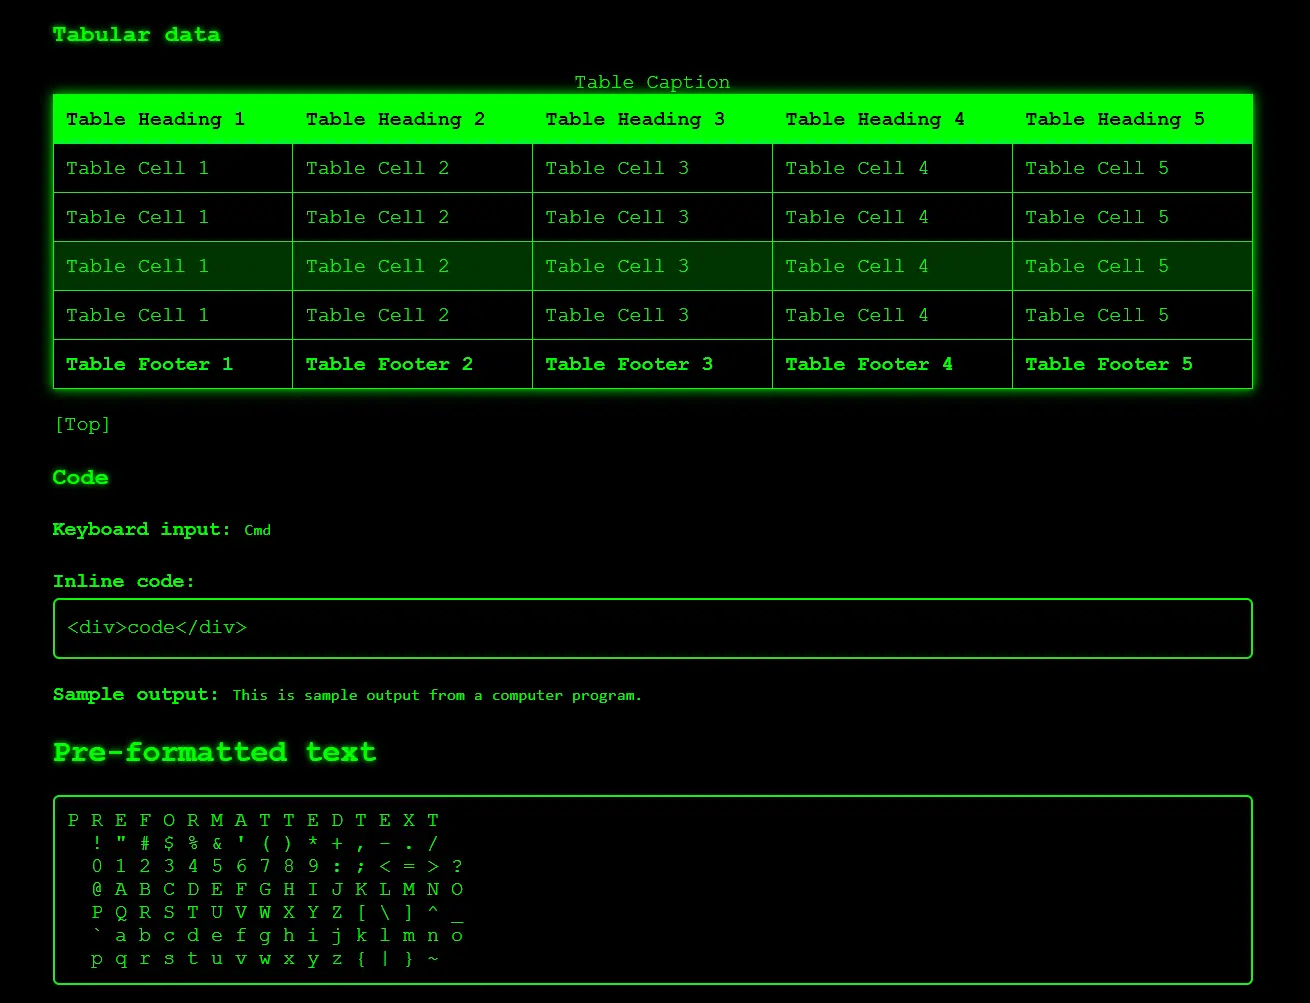 Tabular data
Table Caption
Table Heading 1 Table Heading 2 Table Heading 3 Table Heading 4 Table Heading 5
Table Cell 1 Table Cell 2 Table Cell 3 Table Cell 4 Table Cell 5
Table Cell 1 Table Cell 2 Table Cell 3 Table Cell 4 Table Cell 5
Table Cell 1 Table Cell 2 Table Cell 3 Table Cell 4 Table Cell 5
Table Cell 1 Table Cell 2 Table Cell 3 Table Cell 4 Table Cell 5
Table Footer 1 Table Footer 2 Table Footer 3 Table Footer 4 Table Footer 5
[Top]
Code
Keyboard input: Cmd
Inline code:
<div>code</div>
Sample output: This is sample output from a computer program.
Pre-formatted text
P R E F O R M A T T E D T E X T
! " # $ % & ' ( ) * + , - . /
0 1 2 3 4 5 6 7 8 9 : ; < = > ?
@ A B C D E F G H I J K L M N O
P Q R S T U V W X Y Z [ \ ] ^ _
` a b c d e f g h i j k l m n o
p q r s t u v w x y z { | } ~